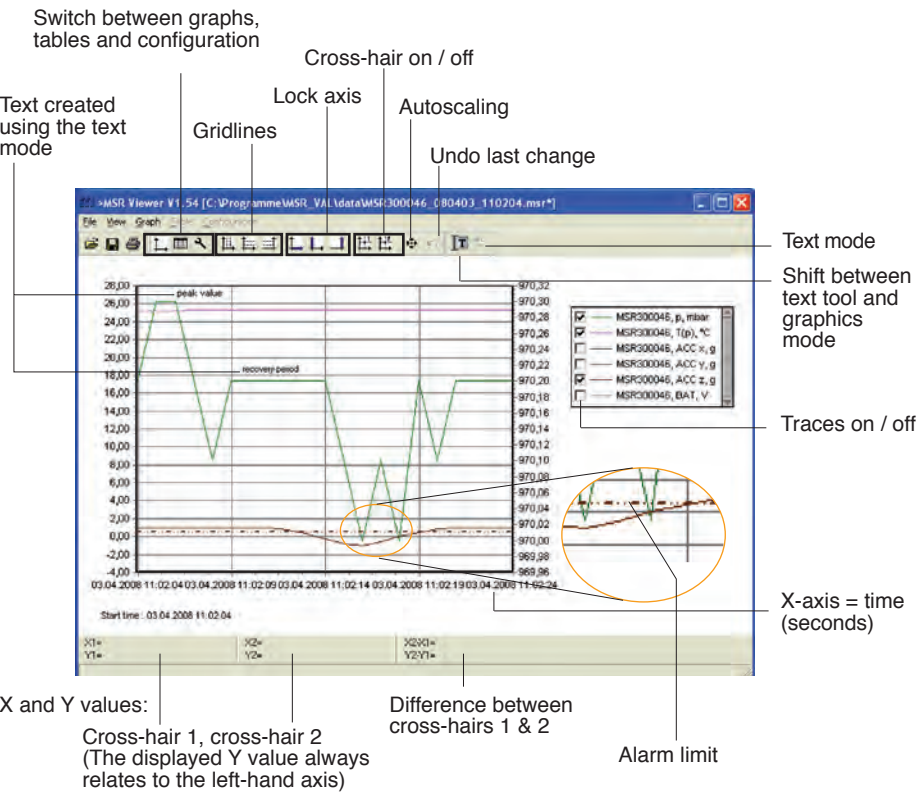 Switch between graphs,
tables and configuration
Cross-hair on / off
Lock axis
Autoscaling
Text created
using the text
mode
Gridlines
Undo last change
>MSR Viewer V1.54 [C:\Programme\MSR_VAL\data\MSR300046_080403_110204.msr*]
File View Graph
Text mode
Shift between
text tool and
graphics
mode
28,00
26,00
24,00
22,00
20,00
18,00
16,00
14,00
12,00
10,00
8,00
6,00
4,00
2,00
0,00
-2,00
-4,00
peak value
recovery period
970,32
970,30
970,28
970,26
970,24
970,22
970,20
970,18
970,16
970,14
970,12
970,10
970,08
970,06
970,04
970,02
970,00
969,98
969,96
MSR300046, p, mbar
MSR300046, T(p), °C
MSR300046, ACC x, g
MSR300046, ACC y, g
MSR300046, ACC z, g
MSR300046, BAT, V
Traces on / off
03.04.2008 11:02:04 03.04.2008 11:02:09 03.04.2008 11:02:14 03.04.2008 11:02:19 03.04.2008 11:02:24
Start time : 03.04.2008 11:02:04
X-axis = time
(seconds)
X1= X2= X2-X1=
Y1= Y2= Y2-Y1=
X and Y values:
Cross-hair 1, cross-hair 2
(The displayed Y value always
relates to the left-hand axis)
Difference between
cross-hairs 1 & 2
Alarm limit